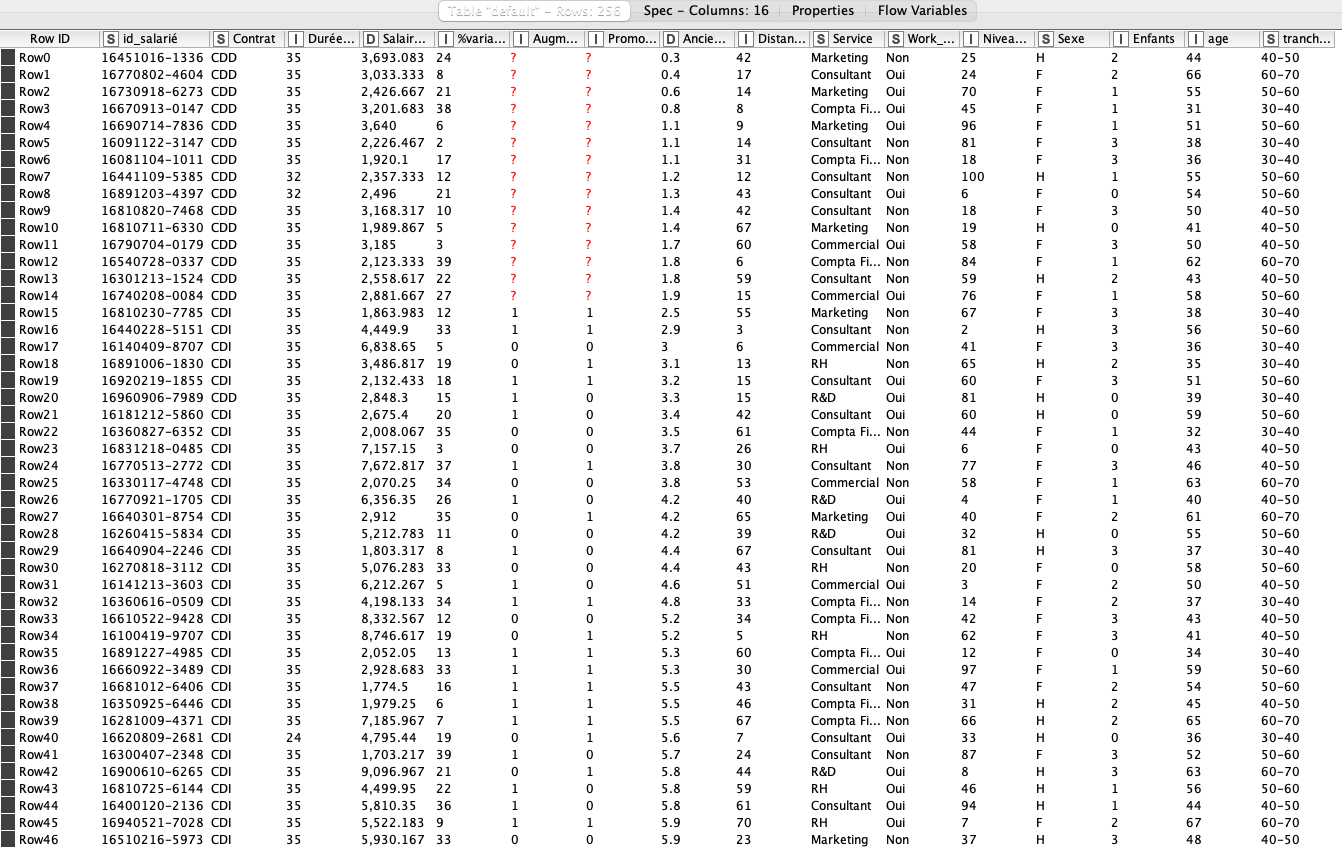 Table "default" - Rows: 256 Spec - Columns: 16 Properties Flow Variables
Row ID S id_salarié S Contrat I Durée... D Salair... I %varia... I Augm... I Promo... D Ancie... I Distan... S Service S Work_... I Nivea... S Sexe I Enfants I age S tranch...
Row0 16451016-1336 CDD 35 3,693.083 24 ? ? 0.3 42 Marketing Non 25 H 2 44 40-50
Row1 16770802-4604 CDD 35 3,033.333 8 ? ? 0.4 17 Consultant Oui 24 F 2 66 60-70
Row2 16730918-6273 CDD 35 2,426.667 21 ? ? 0.6 14 Marketing Oui 70 F 1 55 50-60
Row3 16670913-0147 CDD 35 3,201.683 38 ? ? 0.8 8 Compta Fi... Oui 45 F 1 31 30-40
Row4 16690714-7836 CDD 35 3,640 6 ? ? 1.1 9 Marketing Oui 96 F 1 51 50-60
Row5 16091122-3147 CDD 35 2,226.467 2 ? ? 1.1 14 Consultant Non 81 F 3 38 30-40
Row6 16081104-1011 CDD 35 1,920.1 17 ? ? 1.1 31 Compta Fi... Non 18 F 3 36 30-40
Row7 16441109-5385 CDD 32 2,357.333 12 ? ? 1.2 12 Consultant Non 100 H 1 55 50-60
Row8 16891203-4397 CDD 32 2,496 21 ? ? 1.3 43 Consultant Oui 6 F 0 54 50-60
Row9 16810820-7468 CDD 35 3,168.317 10 ? ? 1.4 42 Consultant Non 18 F 3 50 40-50
Row10 16810711-6330 CDD 35 1,989.867 5 ? ? 1.4 67 Marketing Non 19 H 0 41 40-50
Row11 16790704-0179 CDD 35 3,185 3 ? ? 1.7 60 Commercial Oui 58 F 3 50 40-50
Row12 16540728-0337 CDD 35 2,123.333 39 ? ? 1.8 6 Compta Fi... Non 84 F 1 62 60-70
Row13 16301213-1524 CDD 35 2,558.617 22 ? ? 1.8 59 Consultant Non 59 H 2 43 40-50
Row14 16740208-0084 CDD 35 2,881.667 27 ? ? 1.9 15 Commercial Oui 76 F 1 58 50-60
Row15 16810230-7785 CDI 35 1,863.983 12 1 1 2.5 55 Marketing Non 67 F 3 38 30-40
Row16 16440228-5151 CDI 35 4,449.9 33 1 1 2.9 3 Consultant Non 2 H 3 56 50-60
Row17 16140409-8707 CDI 35 6,838.65 5 0 0 3 6 Commercial Non 41 F 3 36 30-40
Row18 16891006-1830 CDI 35 3,486.817 19 0 1 3.1 13 RH Non 65 H 2 35 30-40
Row19 16920219-1855 CDI 35 2,132.433 18 1 1 3.2 15 Consultant Oui 60 F 3 51 50-60
Row20 16960906-7989 CDD 35 2,848.3 15 1 0 3.3 15 R&D Oui 81 H 0 39 30-40
Row21 16181212-5860 CDI 35 2,675.4 20 1 0 3.4 42 Consultant Oui 60 H 0 59 50-60
Row22 16360827-6352 CDI 35 2,008.067 35 0 0 3.5 61 Compta Fi... Non 44 F 1 32 30-40
Row23 16831218-0485 CDI 35 7,157.15 3 0 0 3.7 26 RH Oui 6 F 0 43 40-50
Row24 16770513-2772 CDI 35 7,672.817 37 1 1 3.8 30 Consultant Non 77 F 3 46 40-50
Row25 16330117-4748 CDI 35 2,070.25 34 0 0 3.8 53 Commercial Non 58 F 1 63 60-70
Row26 16770921-1705 CDI 35 6,356.35 26 1 0 4.2 40 R&D Oui 4 F 1 40 40-50
Row27 16640301-8754 CDI 35 2,912 35 0 1 4.2 65 Marketing Oui 40 F 2 61 60-70
Row28 16260415-5834 CDI 35 5,212.783 11 0 0 4.2 39 R&D Oui 32 H 0 55 50-60
Row29 16640904-2246 CDI 35 1,803.317 8 1 0 4.4 67 Consultant Oui 81 H 3 37 30-40
Row30 16270818-3112 CDI 35 5,076.283 33 0 0 4.4 43 RH Non 20 F 0 58 50-60
Row31 16141213-3603 CDI 35 6,212.267 5 1 0 4.6 51 Commercial Oui 3 F 2 50 40-50
Row32 16360616-0509 CDI 35 4,198.133 34 1 1 4.8 33 Compta Fi... Non 14 F 2 37 30-40
Row33 16610522-9428 CDI 35 8,332.567 12 0 0 5.2 34 Compta Fi... Non 42 F 3 43 40-50
Row34 16100419-9707 CDI 35 8,746.617 19 0 1 5.2 5 RH Non 62 F 3 41 40-50
Row35 16891227-4985 CDI 35 2,052.05 13 1 1 5.3 60 Compta Fi... Oui 12 F 0 34 30-40
Row36 16660922-3489 CDI 35 2,928.683 33 1 1 5.3 30 Commercial Oui 97 F 1 59 50-60
Row37 16681012-6406 CDI 35 1,774.5 16 1 1 5.5 43 Consultant Non 47 F 2 54 50-60
Row38 16350925-6446 CDI 35 1,979.25 6 1 1 5.5 46 Compta Fi... Non 31 H 2 45 40-50
Row39 16281009-4371 CDI 35 7,185.967 7 1 1 5.5 67 Compta Fi... Non 66 H 2 65 60-70
Row40 16620809-2681 CDI 24 4,795.44 19 0 1 5.6 7 Consultant Oui 33 H 0 36 30-40
Row41 16300407-2348 CDI 35 1,703.217 39 1 0 5.7 24 Consultant Non 87 F 3 52 50-60
Row42 16900610-6265 CDI 35 9,096.967 21 0 1 5.8 44 R&D Oui 8 H 3 63 60-70
Row43 16810725-6144 CDI 35 4,499.95 22 1 0 5.8 59 RH Oui 46 H 1 56 50-60
Row44 16400120-2136 CDI 35 5,810.35 36 1 0 5.8 61 Consultant Oui 94 H 1 44 40-50
Row45 16940521-7028 CDI 35 5,522.183 9 1 0 5.9 70 RH Oui 7 F 2 67 60-70
Row46 16510216-5973 CDI 35 5,930.167 33 0 0 5.9 23 Marketing Non 37 H 3 48 40-50